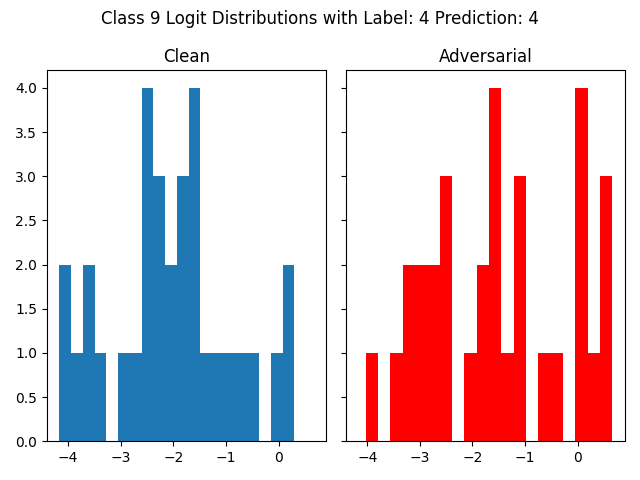 Class 9 Logit Distributions with Label: 4 Prediction: 4
Clean
Adversarial
4.0
3.5
3.0
2.5
2.0
1.5
1.0
0.5
0.0
−4 −3 −2 −1 0
−4 −3 −2 −1 0